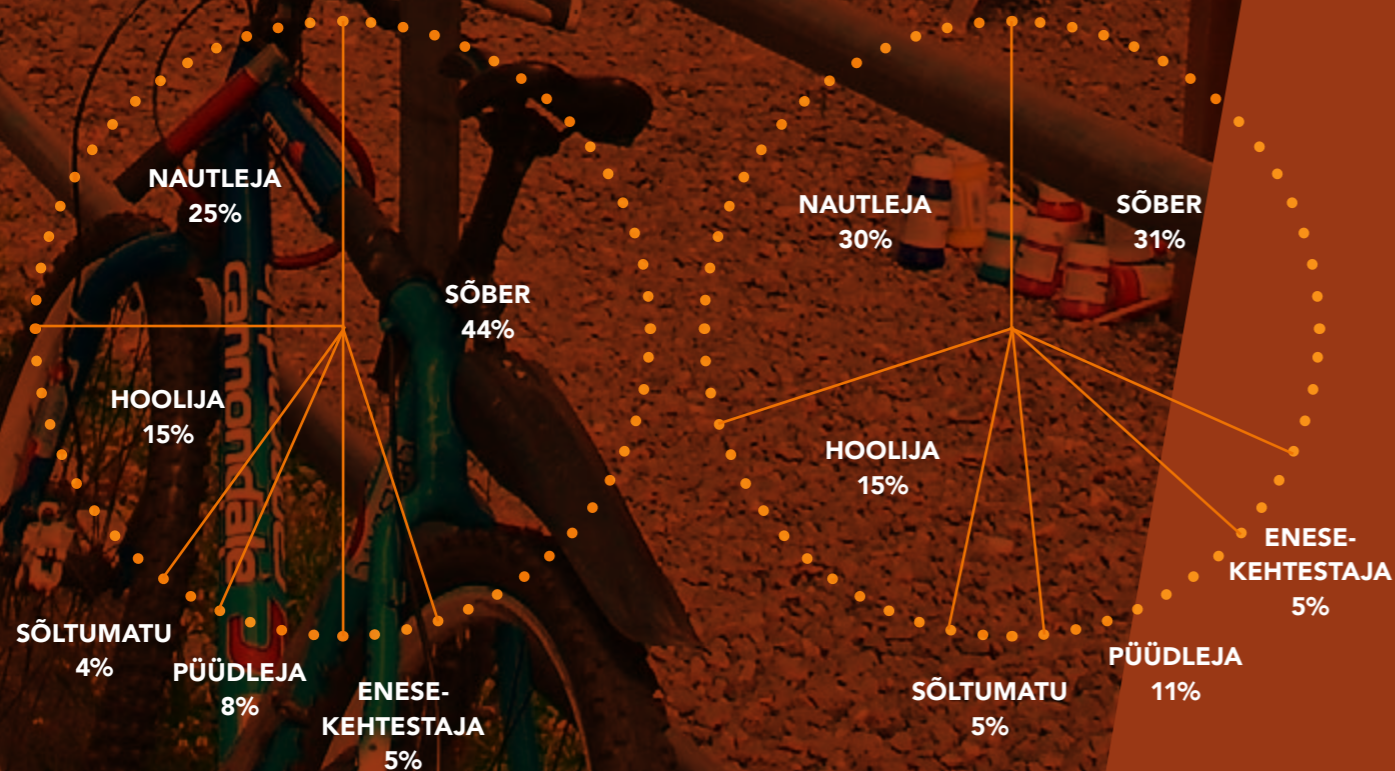 NAUTLEJA
25%
SÕBER
44%
HOOLIJA
15%
SÕLTUMATU
4%
PÜÜDLEJA
8%
ENESE-
KEHTESTAJA
5%
NAUTLEJA
30%
SÕBER
31%
HOOLIJA
15%
SÕLTUMATU
5%
PÜÜDLEJA
11%
ENESE-
KEHTESTAJA
5%
cannondale